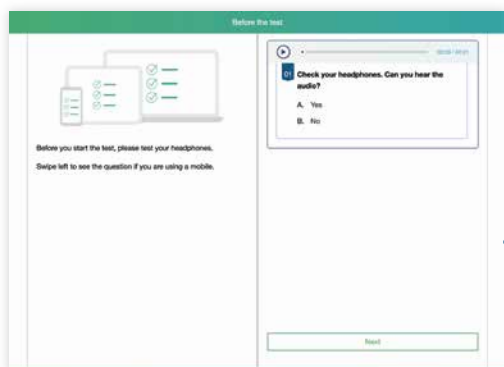 Before the test
Before you start the test, please test your headphones.
Swipe left to see the question if you are using a mobile.
01 Check your headphones. Can you hear the
audio?
A. Yes
B. No
Next